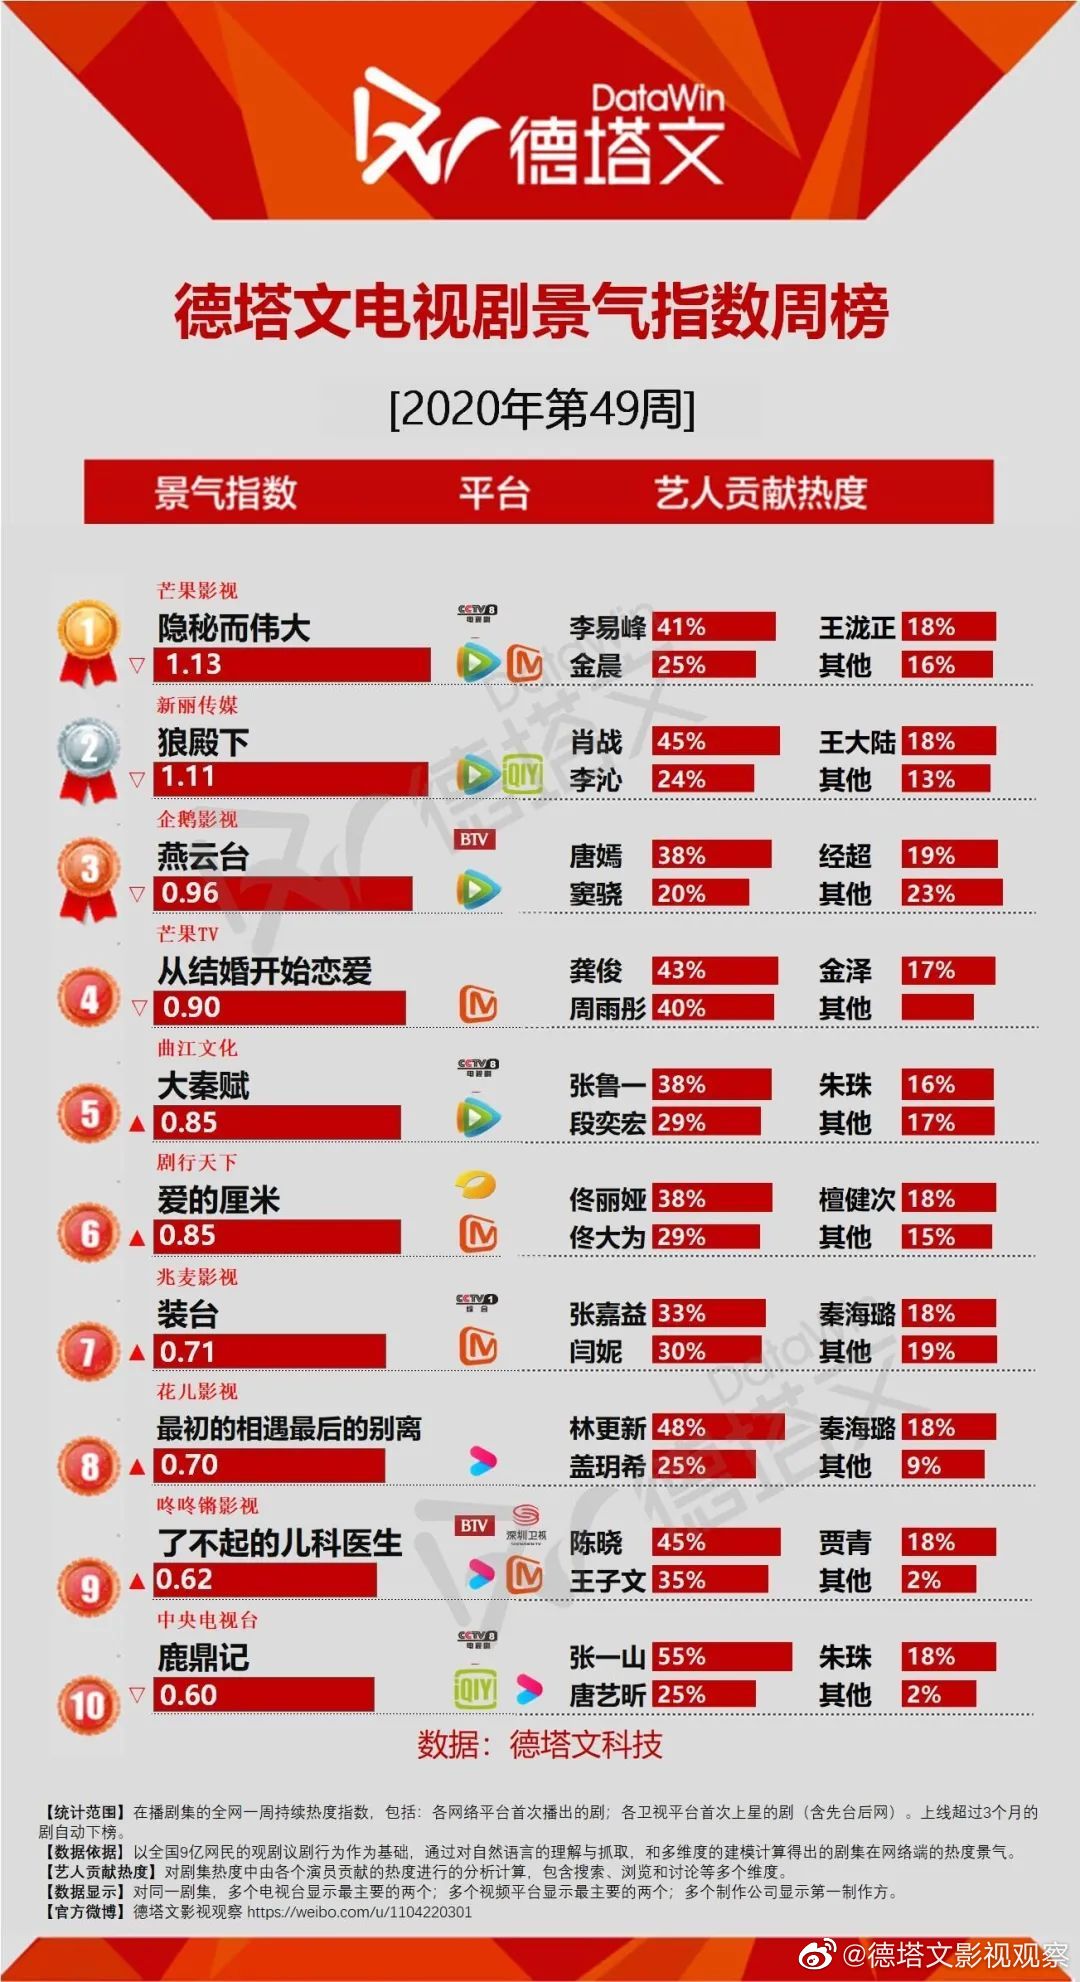 DataWin
德塔文
德塔文电视剧景气指数周榜
[2020年第49周]
景气指数 平台 艺人贡献热度
芒果影视
1 隐秘而伟大 CCTV 8 电视剧 李易峰 41% 王泷正 18%
▽ 1.13 金晨 25% 其他 16%
新丽传媒
2 狼殿下 肖战 45% 王大陆 18%
▽ 1.11 iQIY 李沁 24% 其他 13%
企鹅影视
3 燕云台 BTV 唐嫣 38% 经超 19%
▽ 0.96 窦骁 20% 其他 23%
芒果TV
4 从结婚开始恋爱 龚俊 43% 金泽 17%
▽ 0.90 周雨彤 40% 其他
曲江文化
5 大秦赋 CCTV 8 电视剧 张鲁一 38% 朱珠 16%
▲ 0.85 段奕宏 29% 其他 17%
剧行天下
6 爱的厘米 佟丽娅 38% 檀健次 18%
▲ 0.85 佟大为 29% 其他 15%
兆麦影视
7 装台 CCTV 1 综合 张嘉益 33% 秦海璐 18%
▲ 0.71 闫妮 30% 其他 19%
花儿影视
8 最初的相遇最后的别离 林更新 48% 秦海璐 18%
▲ 0.70 盖玥希 25% 其他 9%
咚咚锵影视
9 了不起的儿科医生 BTV 深圳卫视 陈晓 45% 贾青 18%
▲ 0.62 王子文 35% 其他 2%
中央电视台
10 鹿鼎记 CCTV 8 电视剧 张一山 55% 朱珠 18%
▽ 0.60 iQIY 唐艺昕 25% 其他 2%
数据：德塔文科技
【统计范围】在播剧集的全网一周持续热度指数，包括：各网络平台首次播出的剧；各卫视平台首次上星的剧（含先台后网）。上线超过3个月的
剧自动下榜。
【数据依据】以全国9亿网民的观剧议剧行为作为基础，通过对自然语言的理解与抓取，和多维度的建模计算得出的剧集在网络端的热度景气。
【艺人贡献热度】对剧集热度中由各个演员贡献的热度进行的分析计算，包含搜索、浏览和讨论等多个维度。
【数据显示】对同一剧集，多个电视台显示最主要的两个；多个视频平台显示最主要的两个；多个制作公司显示第一制作方。
【官方微博】德塔文影视观察 https://weibo.com/u/1104220301
@德塔文影视观察